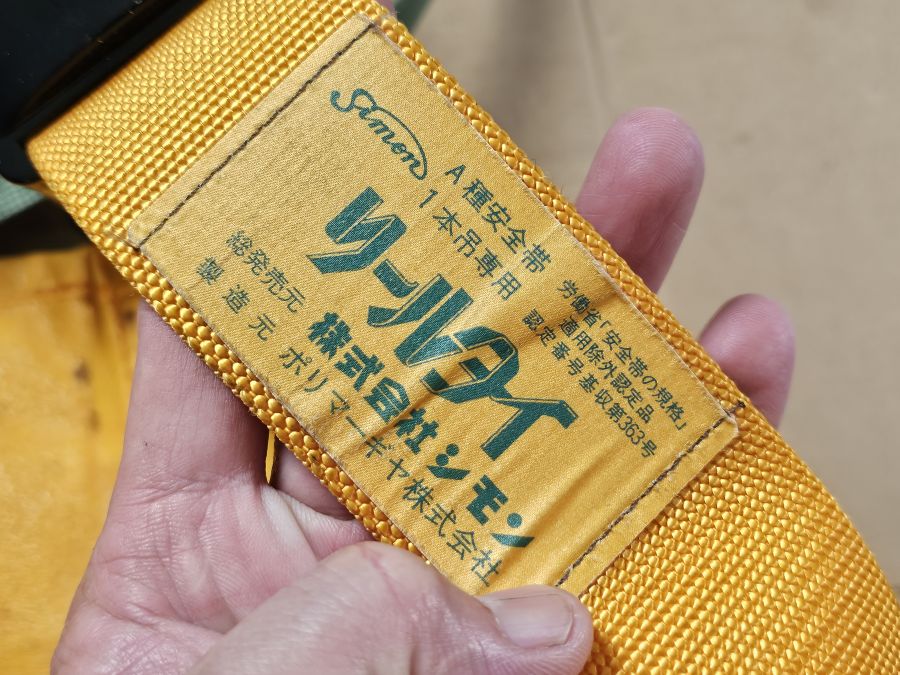 Simon
A種安全帯
1本吊専用
労働省「安全帯の規格」
適用除外認定品
認定番号基収第363号
リールタイ
総発売元 株式会社シモン
製造元 ポリマーギヤ株式会社